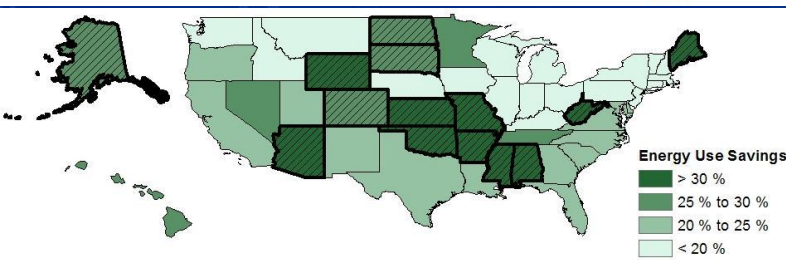 Energy Use Savings
> 30 %
25 % to 30 %
20 % to 25 %
< 20 %